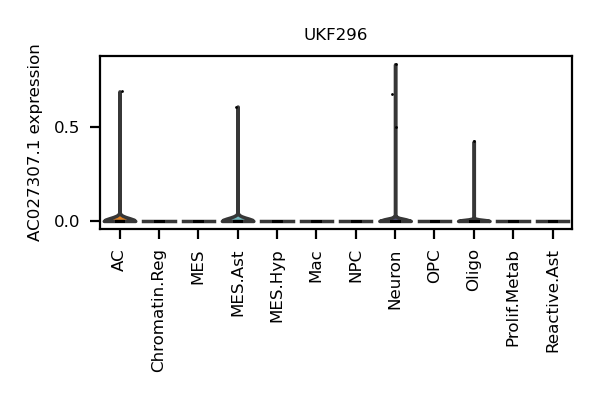 UKF296
AC027307.1 expression
0.5
0.0
AC
Chromatin.Reg
MES
MES.Ast
MES.Hyp
Mac
NPC
Neuron
OPC
Oligo
Prolif.Metab
Reactive.Ast